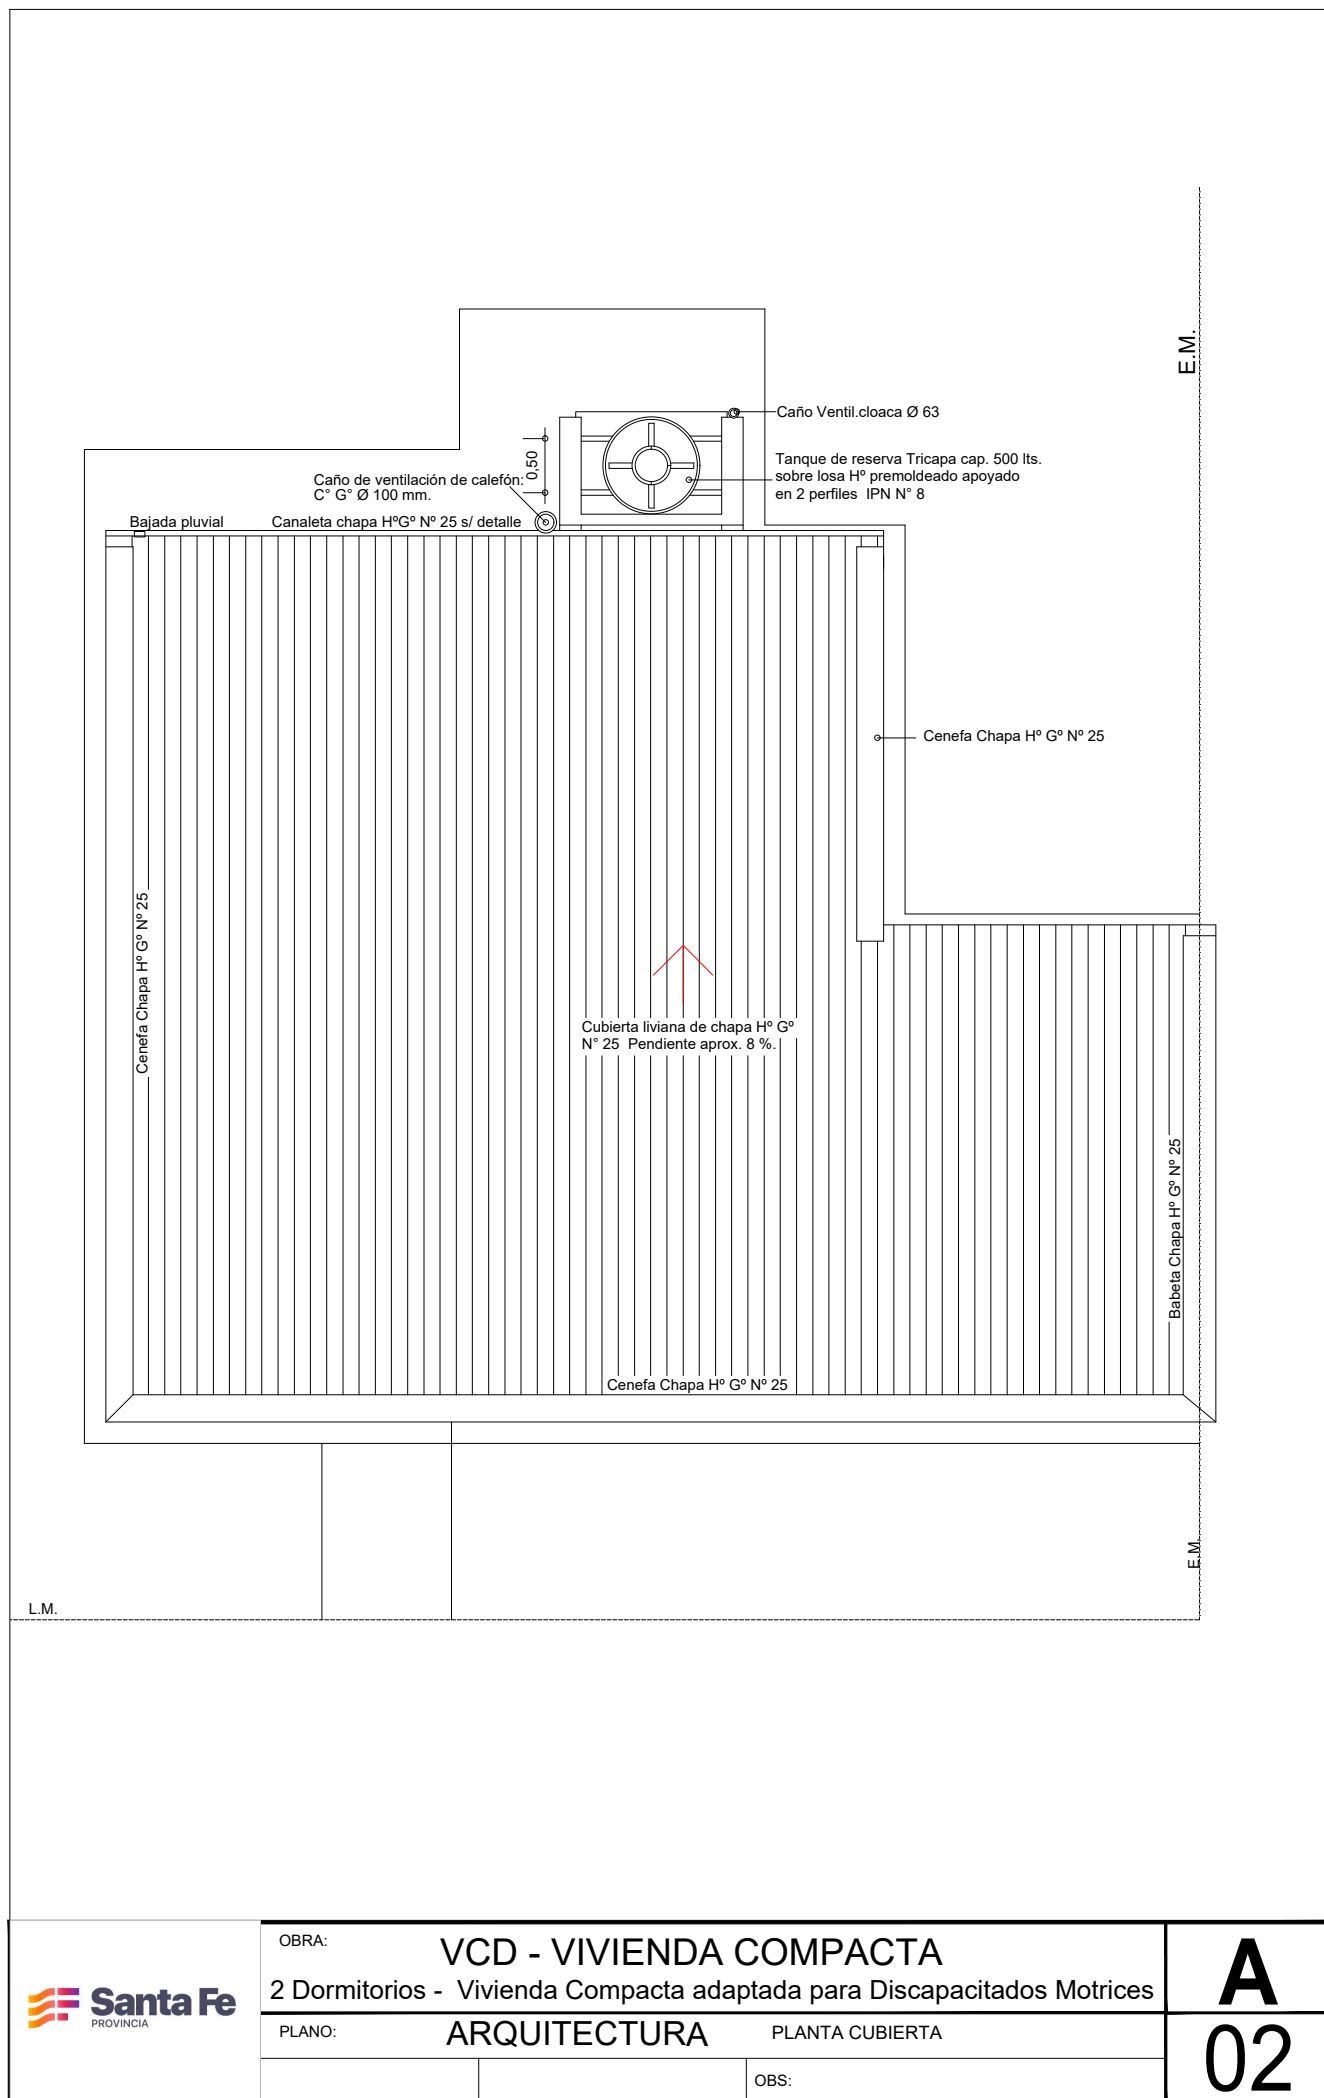 E.M.
Caño Ventil.cloaca Ø 63
Tanque de reserva Tricapa cap. 500 lts.
sobre losa Hº premoldeado apoyado
en 2 perfiles  IPN N° 8
0,50
Caño de ventilación de calefón:
C° G° Ø 100 mm.
Bajada pluvial
Canaleta chapa HºGº Nº 25 s/ detalle
Cenefa Chapa Hº Gº Nº 25
Cenefa Chapa Hº Gº Nº 25
Cubierta liviana de chapa Hº Gº
N° 25  Pendiente aprox. 8 %.
Babeta Chapa Hº Gº Nº 25
Cenefa Chapa Hº Gº Nº 25
E.M.
L.M.
Santa Fe
PROVINCIA
OBRA:
VCD - VIVIENDA COMPACTA
2 Dormitorios -  Vivienda Compacta adaptada para Discapacitados Motrices
A
PLANO:
ARQUITECTURA
PLANTA CUBIERTA
02
OBS: